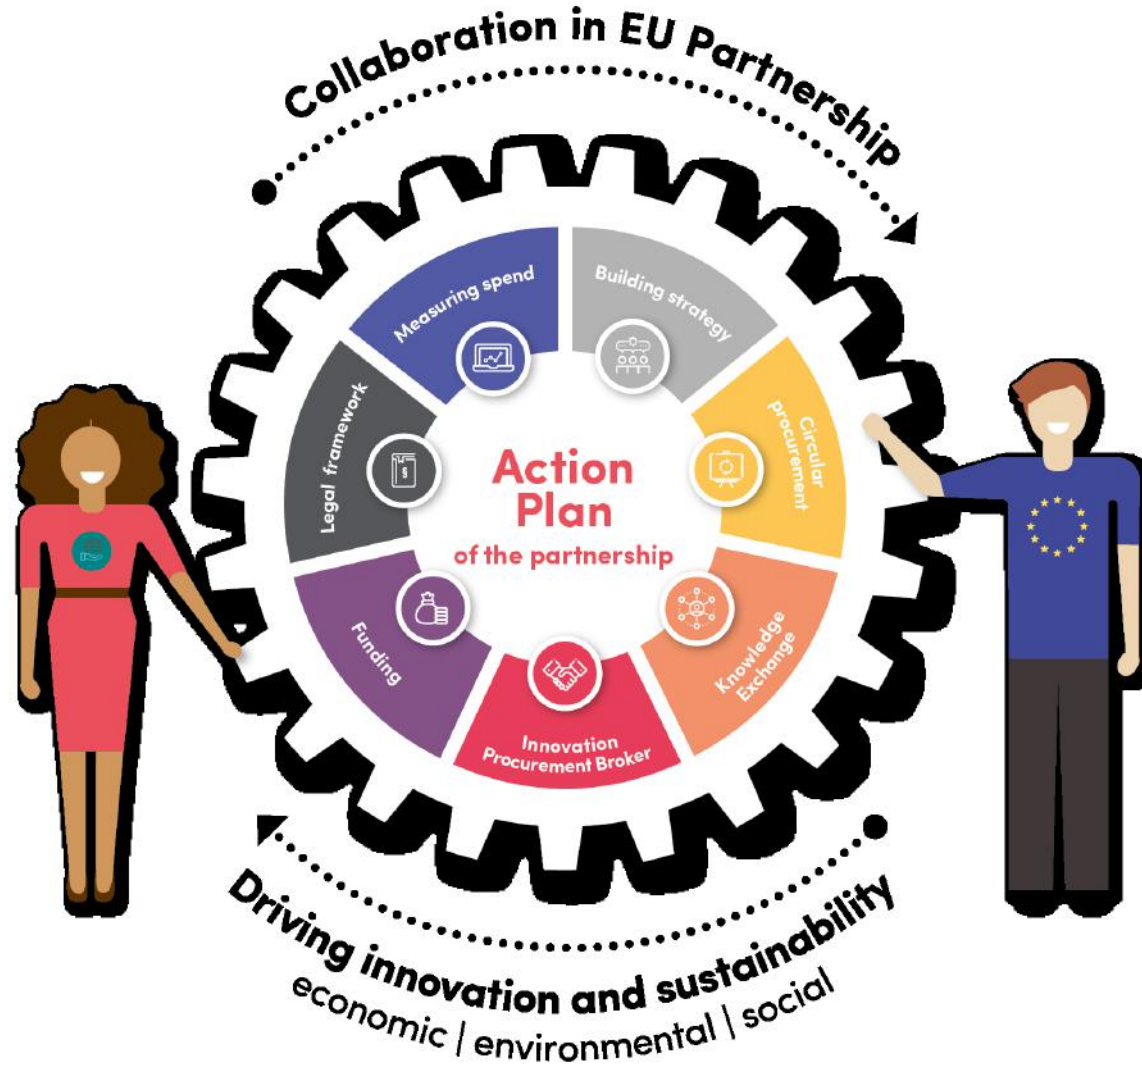 Collaboration in EU Partnership
Measuring spend
Building strategy
Circular
procurement
Knowledge
Exchange
Innovation
Procurement Broker
Funding
Legal framework
Action
Plan
of the partnership
Driving innovation and sustainability
economic | environmental | social